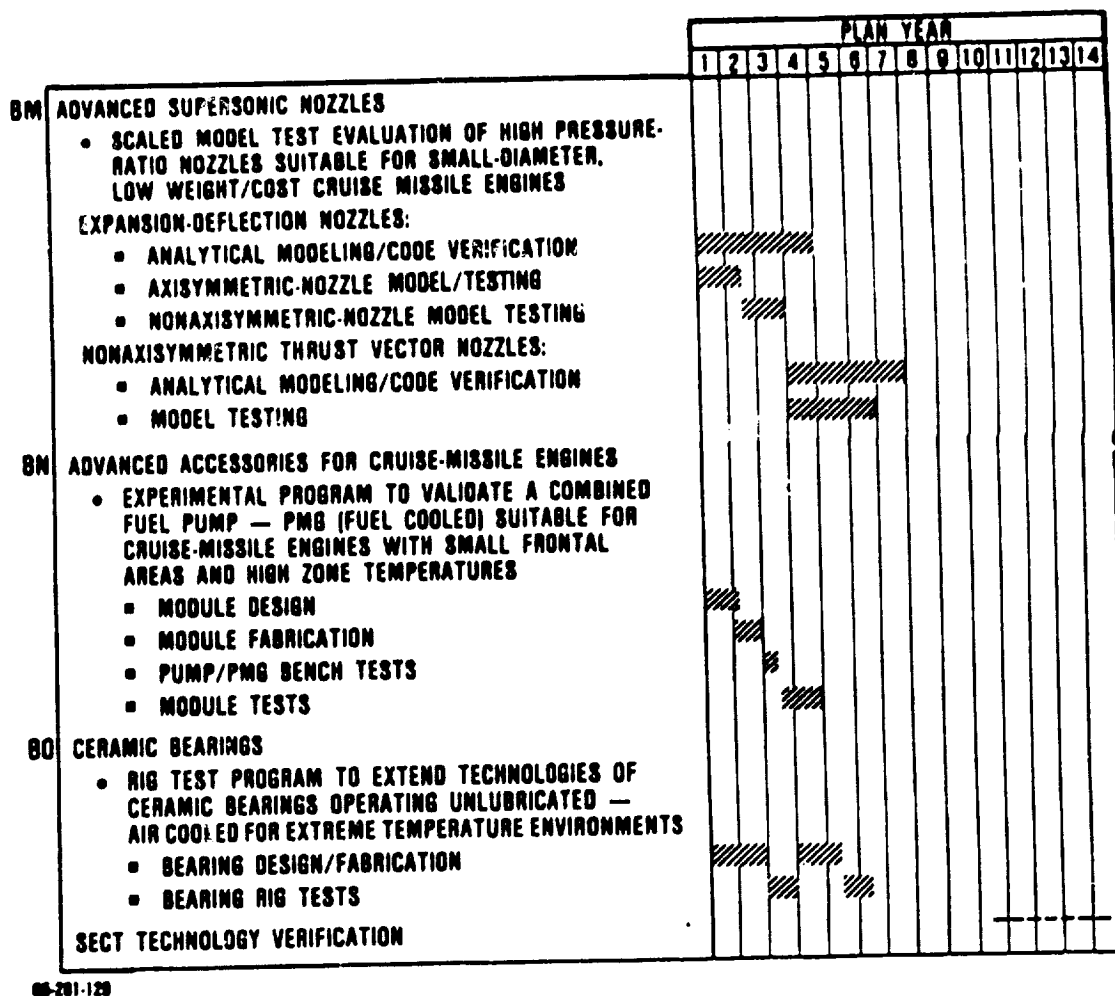 PLAN YEAR
1 2 3 4 5 6 7 8 9 10 11 12 13 14
BM ADVANCED SUPERSONIC NOZZLES
• SCALED MODEL TEST EVALUATION OF HIGH PRESSURE-
RATIO NOZZLES SUITABLE FOR SMALL-DIAMETER,
LOW WEIGHT/COST CRUISE MISSILE ENGINES
EXPANSION-DEFLECTION NOZZLES:
▪ ANALYTICAL MODELING/CODE VERIFICATION
▪ AXISYMMETRIC-NOZZLE MODEL/TESTING
▪ NONAXISYMMETRIC-NOZZLE MODEL TESTING
NONAXISYMMETRIC THRUST VECTOR NOZZLES:
▪ ANALYTICAL MODELING/CODE VERIFICATION
▪ MODEL TESTING
BN ADVANCED ACCESSORIES FOR CRUISE-MISSILE ENGINES
• EXPERIMENTAL PROGRAM TO VALIDATE A COMBINED
FUEL PUMP — PMG (FUEL COOLED) SUITABLE FOR
CRUISE-MISSILE ENGINES WITH SMALL FRONTAL
AREAS AND HIGH ZONE TEMPERATURES
▪ MODULE DESIGN
▪ MODULE FABRICATION
▪ PUMP/PMG BENCH TESTS
▪ MODULE TESTS
BO CERAMIC BEARINGS
• RIG TEST PROGRAM TO EXTEND TECHNOLOGIES OF
CERAMIC BEARINGS OPERATING UNLUBRICATED —
AIR COOLED FOR EXTREME TEMPERATURE ENVIRONMENTS
▪ BEARING DESIGN/FABRICATION
▪ BEARING RIG TESTS
SECT TECHNOLOGY VERIFICATION